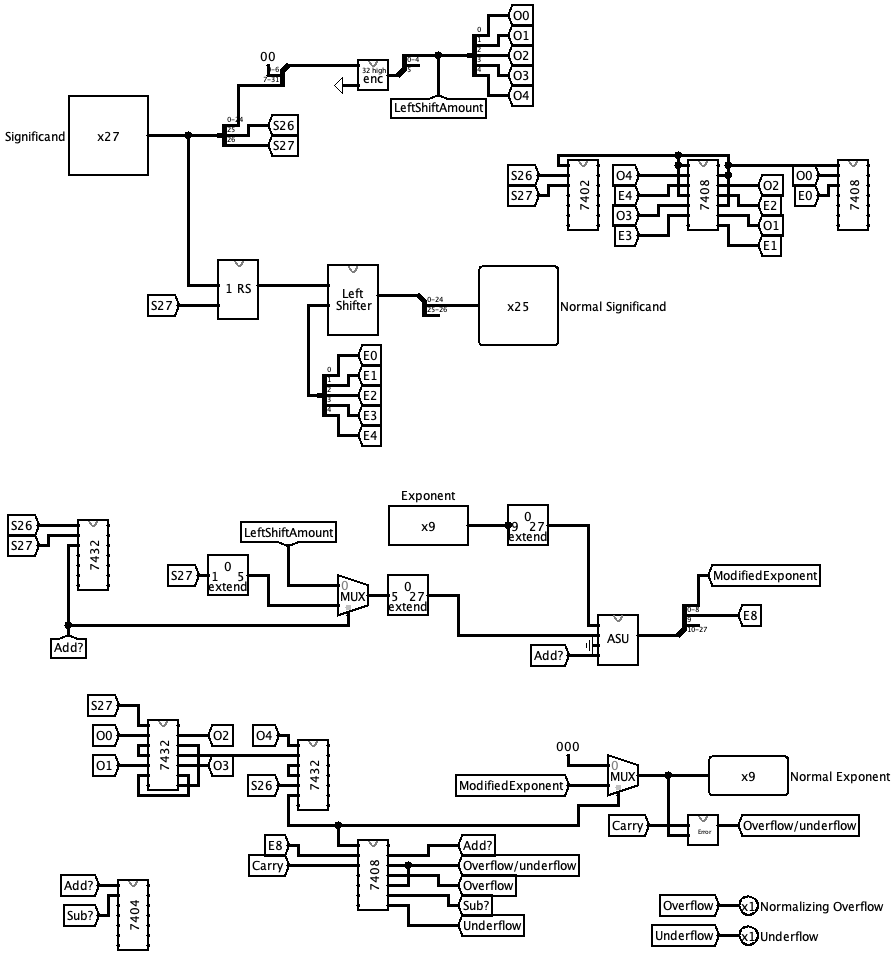 O0
O1
00
0
1
2
3
4
O2
0-6
7-31
32 high
enc
0-4
5
O3
O4
LeftShiftAmount
Significand
x27
0-24
25
26
S26
S27
S26
S27
7402
O4
E4
O3
E3
7408
O2
E2
O1
E1
O0
E0
7408
S27
1 RS
Left
Shifter
0-24
25-26
x25
Normal Significand
0
1
2
3
4
E0
E1
E2
E3
E4
Exponent
S26
S27
7432
LeftShiftAmount
x9
0
9 27
extend
S27
0
1 5
extend
0
MUX
0
5 27
extend
ModifiedExponent
0-8
9
10-27
E8
Add?
Add?
ASU
S27
O0
O1
7432
O2
O3
O4
S26
7432
000
0
MUX
ModifiedExponent
x9
Normal Exponent
Carry
Error
Overflow/underflow
E8
Carry
7408
Add?
Overflow/underflow
Overflow
Sub?
Underflow
Add?
Sub?
7404
Overflow
x1
Normalizing Overflow
Underflow
x1
Underflow